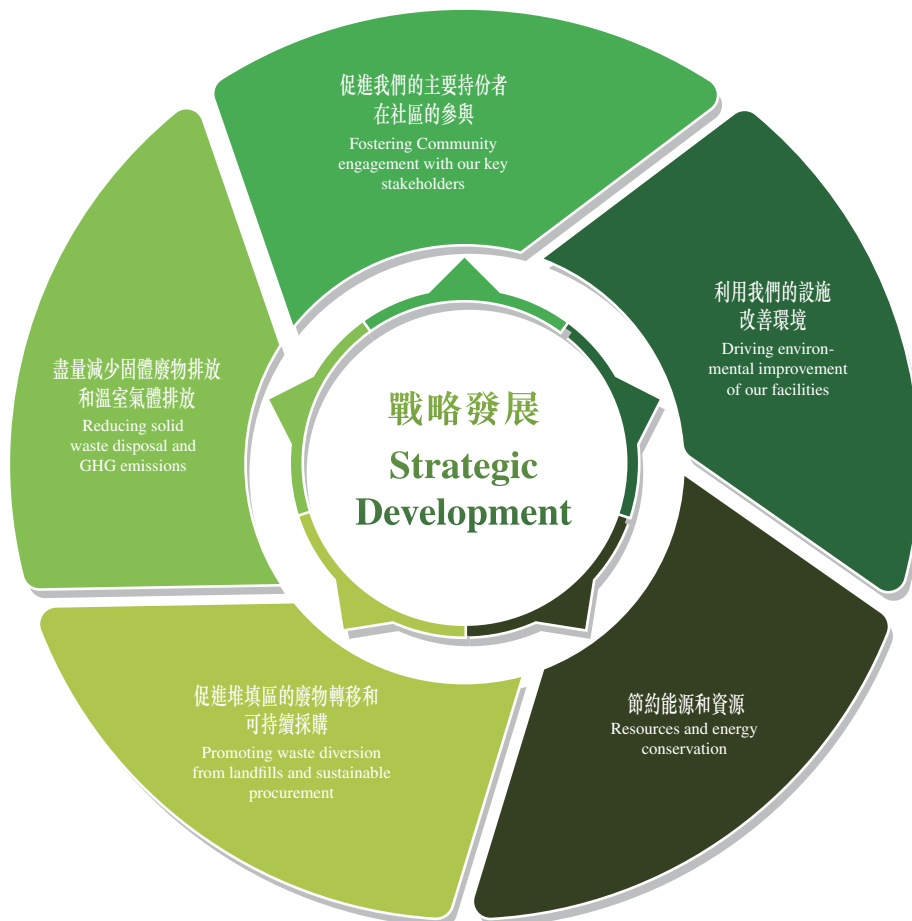 促進我們的主要持份者
在社區的參與
Fostering Community
engagement with our key
stakeholders
利用我們的設施
改善環境
Driving environ-
mental improvement
of our facilities
盡量減少固體廢物排放
和溫室氣體排放
Reducing solid
waste disposal and
GHG emissions
戰略發展
Strategic
Development
促進堆填區的廢物轉移和
可持續採購
Promoting waste diversion
from landfills and sustainable
procurement
節約能源和資源
Resources and energy
conservation